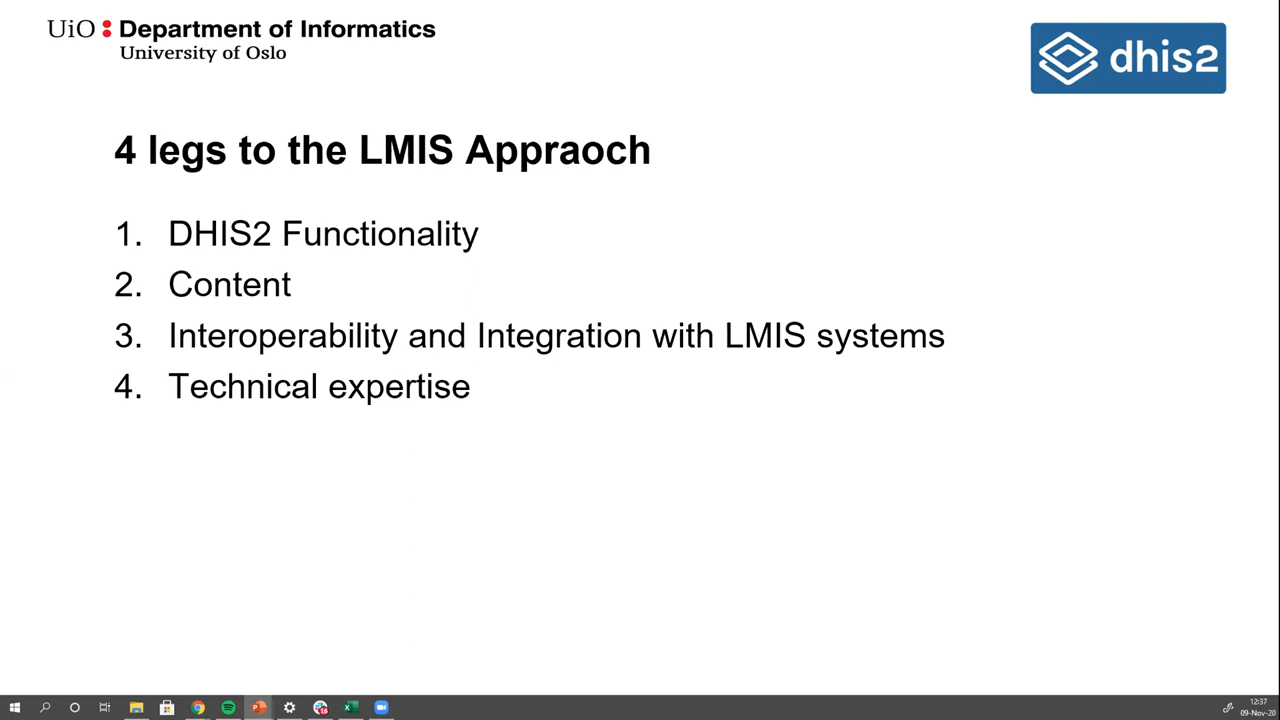 UiO Department of Informatics
University of Oslo
dhis2
4 legs to the LMIS Appraoch
1. DHIS2 Functionality
2. Content
3. Interoperability and Integration with LMIS systems
4. Technical expertise
12:37
09-Nov-20